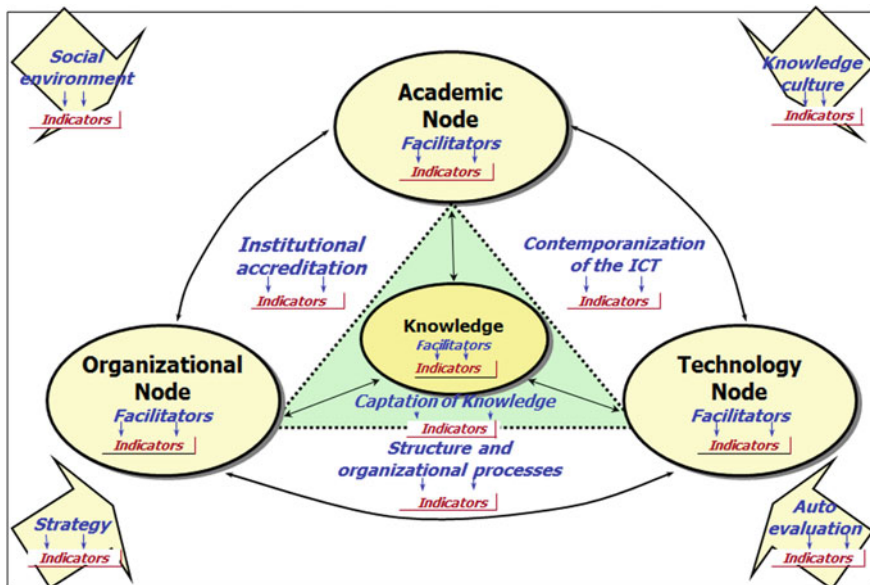 Social
environment
Indicators
Knowledge
culture
Indicators
Academic
Node
Facilitators
Indicators
Institutional
accreditation
Indicators
Contemporanization
of the ICT
Indicators
Knowledge
Facilitators
Indicators
Organizational
Node
Facilitators
Indicators
Technology
Node
Facilitators
Indicators
Captation of Knowledge
Indicators
Structure and
organizational processes
Indicators
Strategy
Indicators
Auto
evaluation
Indicators